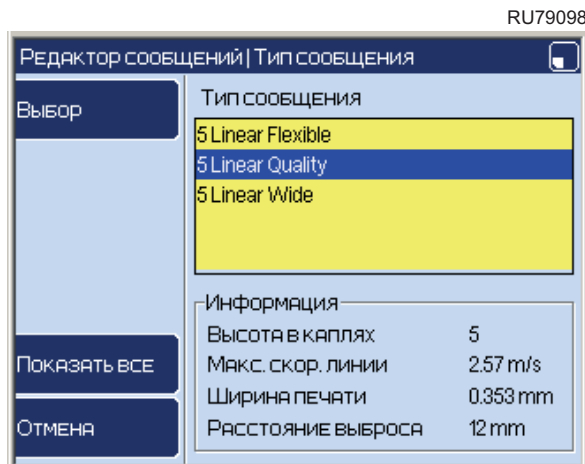 RU79098
Редактор сообщений | Тип сообщения
Выбор
Тип сообщения
5 Linear Flexible
5 Linear Quality
5 Linear Wide
Информация
Высота в каплях 5
Показать все
Макс. скор. линии 2.57 m/s
Ширина печати 0.353 mm
Отмена
Расстояние выброса 12 mm